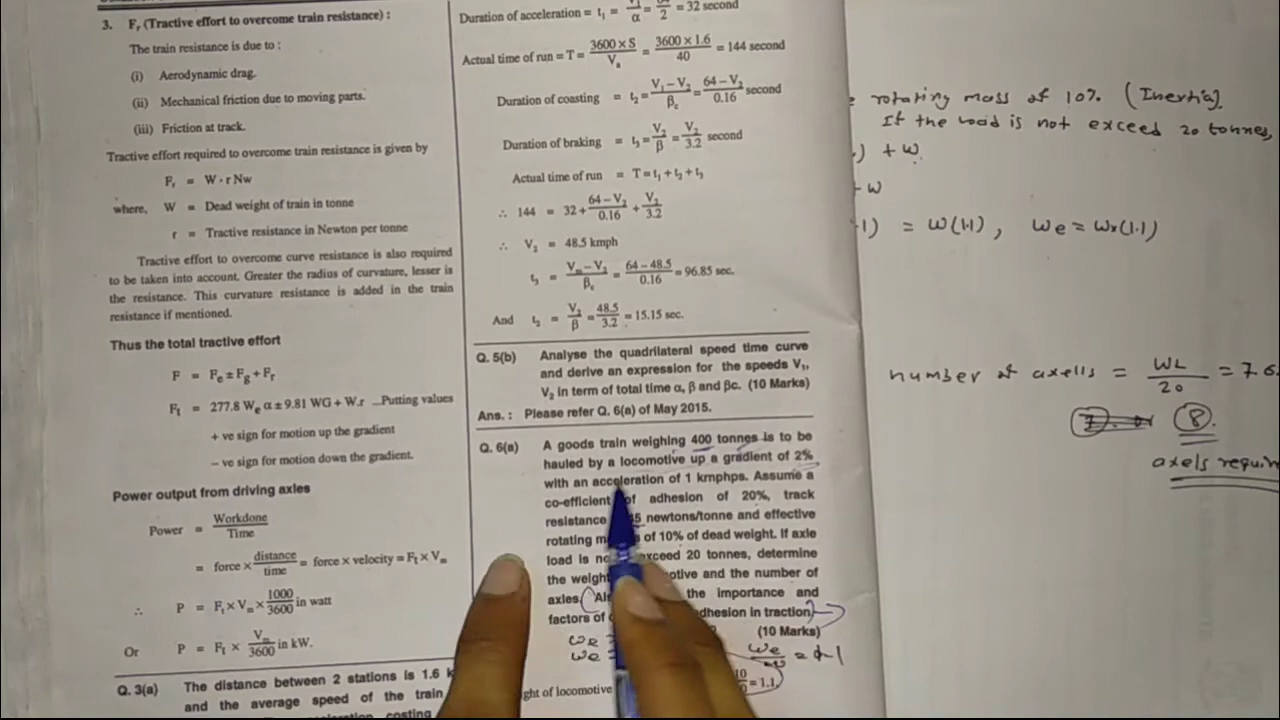 3. Fr (Tractive effort to overcome train resistance) :
The train resistance is due to :
(i) Aerodynamic drag.
(ii) Mechanical friction due to moving parts.
(iii) Friction at track.
Tractive effort required to overcome train resistance is given by
Fr = W · r Nw
where, W = Dead weight of train in tonne
r = Tractive resistance in Newton per tonne
Tractive effort to overcome curve resistance is also required
to be taken into account. Greater the radius of curvature, lesser is
the resistance. This curvature resistance is added in the train
resistance if mentioned.
Thus the total tractive effort
F = Fe ± Fg + Fr
Ft = 277.8 We α ± 9.81 WG + W.r ...Putting values
+ ve sign for motion up the gradient
− ve sign for motion down the gradient.
Power output from driving axles
Power = Workdone / Time
= force × distance / time = force × velocity = Ft × Vm
∴ P = Ft × Vm × 1000 / 3600 in watt
Or P = Ft × Vm / 3600 in kW.
Q. 3(a) The distance between 2 stations is 1.6
and the average speed of the train
Duration of acceleration = t1 = V1 / α = 64 / 2 = 32 second
Actual time of run = T = 3600 × S / Va = 3600 × 1.6 / 40 = 144 second
Duration of coasting = t2 = V1 − V2 / βc = 64 − V2 / 0.16 second
Duration of braking = t3 = V2 / β = V2 / 3.2 second
Actual time of run = T = t1 + t2 + t3
∴ 144 = 32 + 64 − V2 / 0.16 + V2 / 3.2
∴ V2 = 48.5 kmph
t3 = Vm − V2 / βc = 64 − 48.5 / 0.16 = 96.85 sec.
And t2 = V2 / β = 48.5 / 3.2 = 15.15 sec.
Q. 5(b) Analyse the quadrilateral speed time curve
and derive an expression for the speeds V1,
V2 in term of total time α, β and βc. (10 Marks)
Ans. : Please refer Q. 6(a) of May 2015.
Q. 6(a) A goods train weighing 400 tonnes is to be
hauled by a locomotive up a gradient of 2%
with an acceleration of 1 kmphps. Assume a
co-efficient of adhesion of 20%, track
resistance 45 newtons/tonne and effective
rotating of 10% of dead weight. If axle
load is exceed 20 tonnes, determine
the weight and the number of
axles. the importance and
factors of adhesion in traction.
(10 Marks)
We / W = 1.1
= 1.1.
of locomotive
rotating mass of 10% (Inertia).
If the load is not exceed 20 tonnes,
) + W
W
= W(1.1), We = W×(1.1)
number of axells = WL / 20 = 76.
8.
axels requir